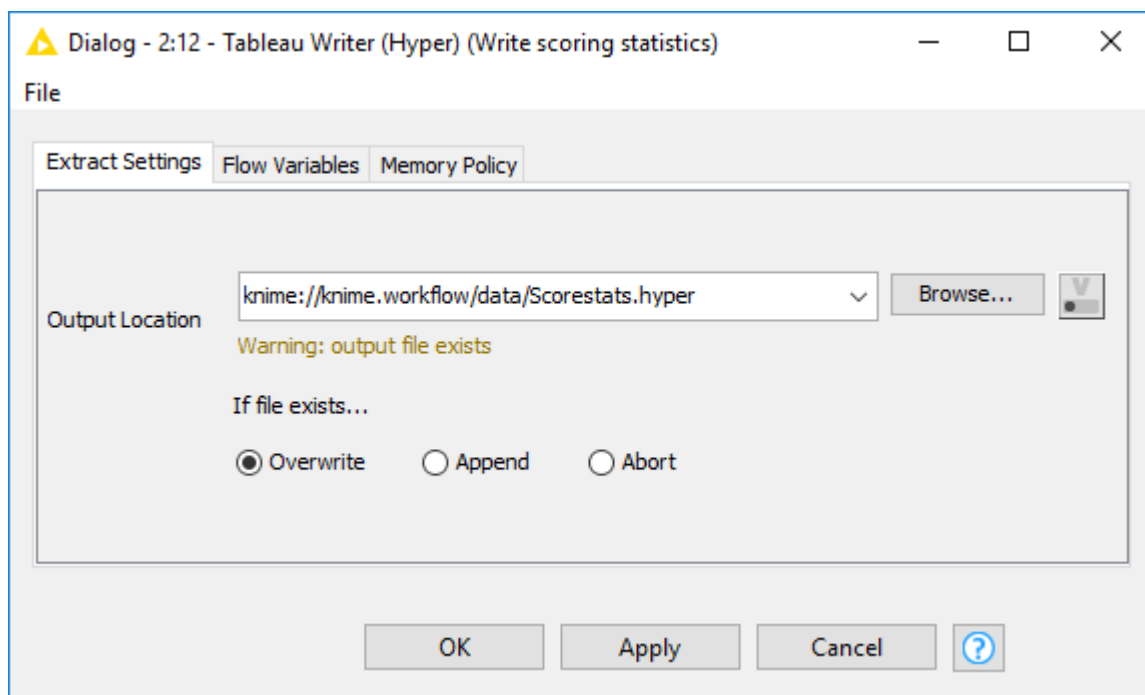 Dialog - 2:12 - Tableau Writer (Hyper) (Write scoring statistics)
File
Extract Settings Flow Variables Memory Policy
Output Location knime://knime.workflow/data/Scorestats.hyper Browse... V
Warning: output file exists
If file exists...
Overwrite Append Abort
OK Apply Cancel ?